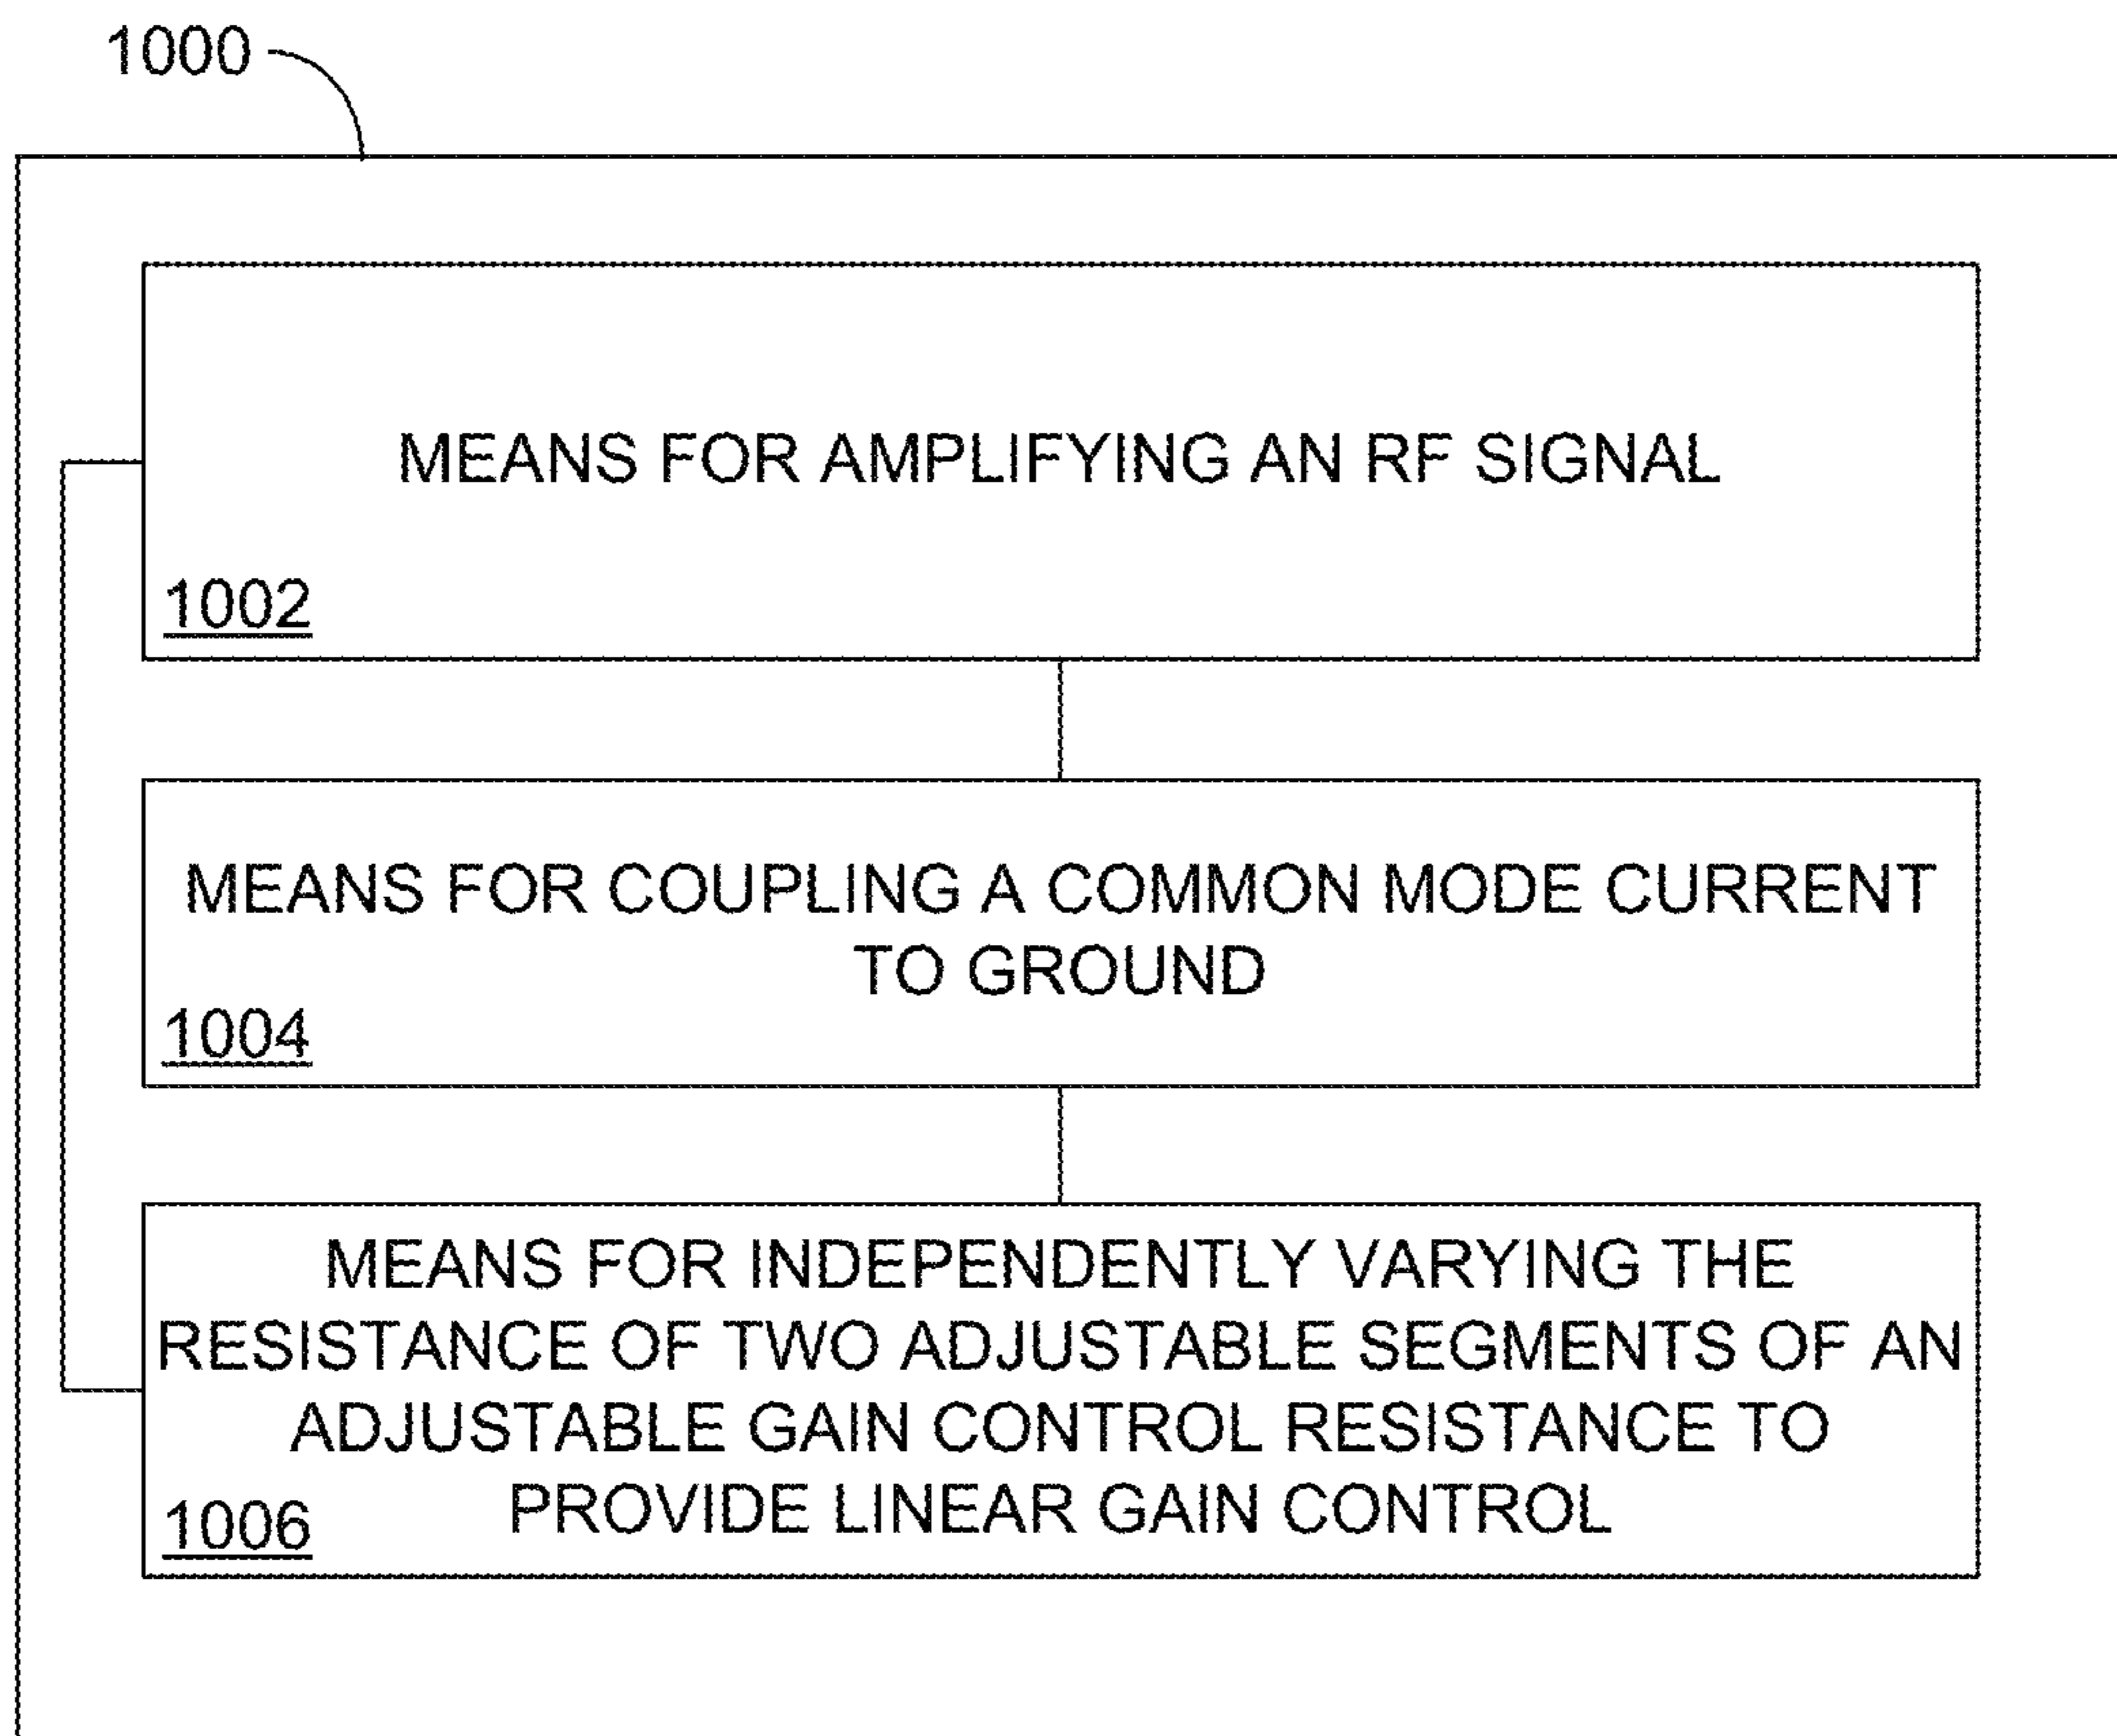 1000
MEANS FOR AMPLIFYING AN RF SIGNAL
1002
MEANS FOR COUPLING A COMMON MODE CURRENT
TO GROUND
1004
MEANS FOR INDEPENDENTLY VARYING THE
RESISTANCE OF TWO ADJUSTABLE SEGMENTS OF AN
ADJUSTABLE GAIN CONTROL RESISTANCE TO
PROVIDE LINEAR GAIN CONTROL
1006